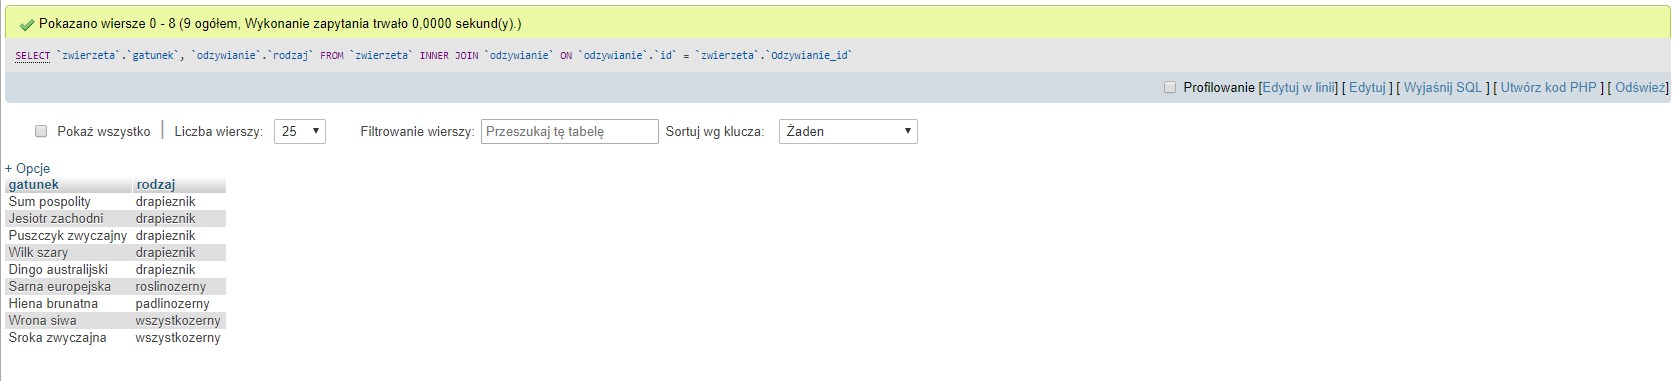 Pokazano wiersze 0 - 8 (9 ogółem, Wykonanie zapytania trwało 0,0000 sekund(y).)
SELECT `zwierzeta`.`gatunek`, `odzywianie`.`rodzaj` FROM `zwierzeta` INNER JOIN `odzywianie` ON `odzywianie`.`id` = `zwierzeta`.`Odzywianie_id`
Profilowanie [Edytuj w linii] [ Edytuj ] [ Wyjaśnij SQL ] [ Utwórz kod PHP ] [ Odśwież]
Pokaż wszystko | Liczba wierszy: 25 Filtrowanie wierszy: Przeszukaj tę tabelę Sortuj wg klucza: Żaden
+ Opcje
gatunek rodzaj
Sum pospolity drapieznik
Jesiotr zachodni drapieznik
Puszczyk zwyczajny drapieznik
Wilk szary drapieznik
Dingo australijski drapieznik
Sarna europejska roslinozerny
Hiena brunatna padlinozerny
Wrona siwa wszystkozerny
Sroka zwyczajna wszystkozerny